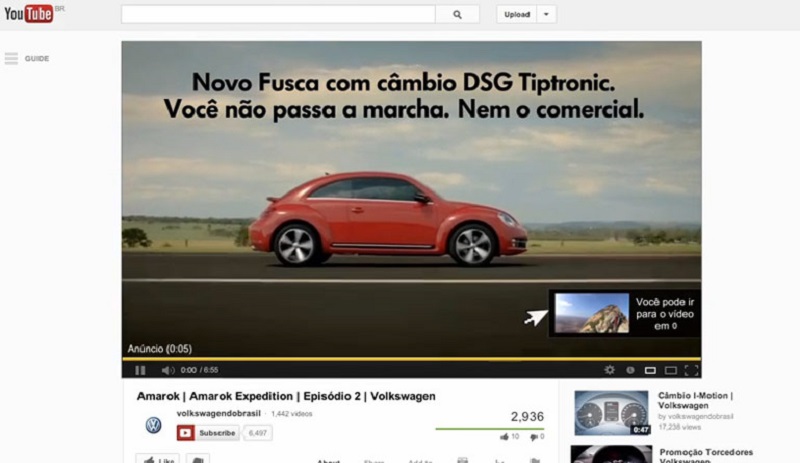 YouTube BR
Upload
GUIDE
Novo Fusca com câmbio DSG Tiptronic.
Você não passa a marcha. Nem o comercial.
Você pode ir
para o vídeo
em 0
Anúncio (0:05)
0:00 / 6:55
Amarok | Amarok Expedition | Episódio 2 | Volkswagen
volkswagendobrasil · 1,442 videos
Subscribe 6,497
2,936
10 0
Like
About Share Add to
Câmbio I-Motion |
Volkswagen
by volkswagendobrasil
17,236 views
0:47
Promoção Torcedores
Volkswagen